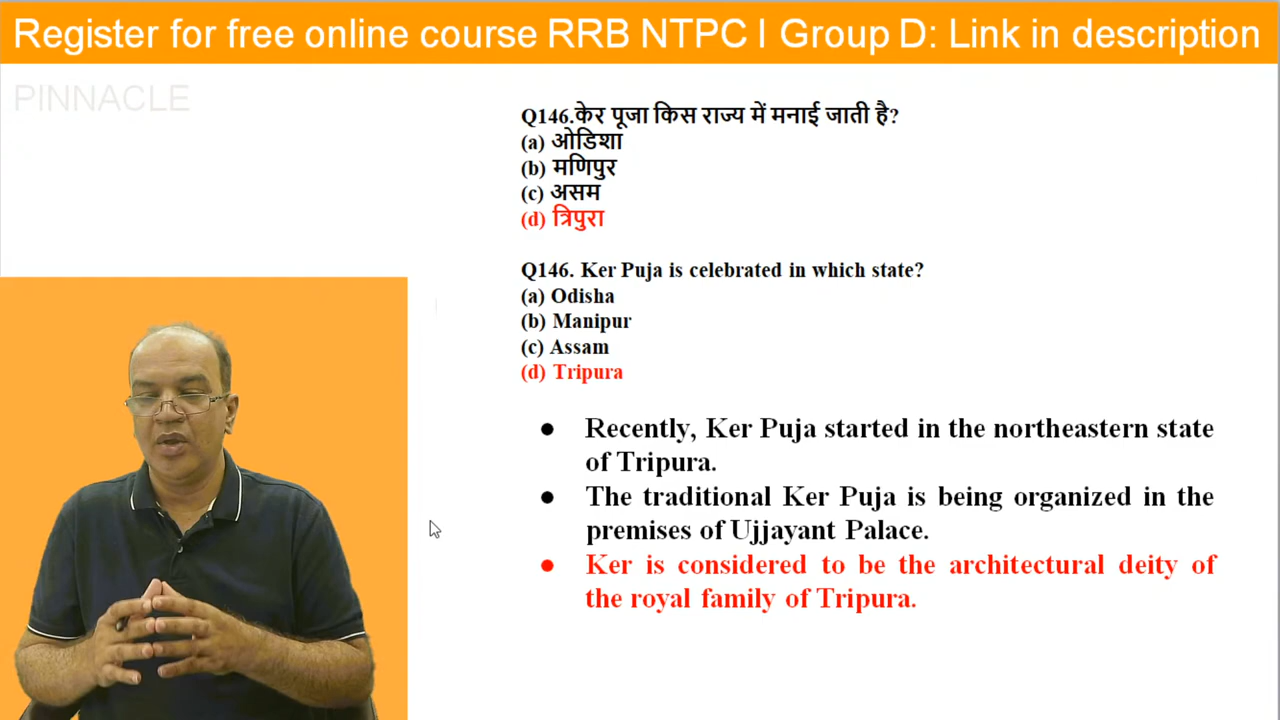 Register for free online course RRB NTPC I Group D: Link in description
PINNACLE
Q146.केर पूजा किस राज्य में मनाई जाती है?
(a) ओडिशा
(b) मणिपुर
(c) असम
(d) त्रिपुरा
Q146. Ker Puja is celebrated in which state?
(a) Odisha
(b) Manipur
(c) Assam
(d) Tripura
● Recently, Ker Puja started in the northeastern state
of Tripura.
● The traditional Ker Puja is being organized in the
premises of Ujjayant Palace.
● Ker is considered to be the architectural deity of
the royal family of Tripura.